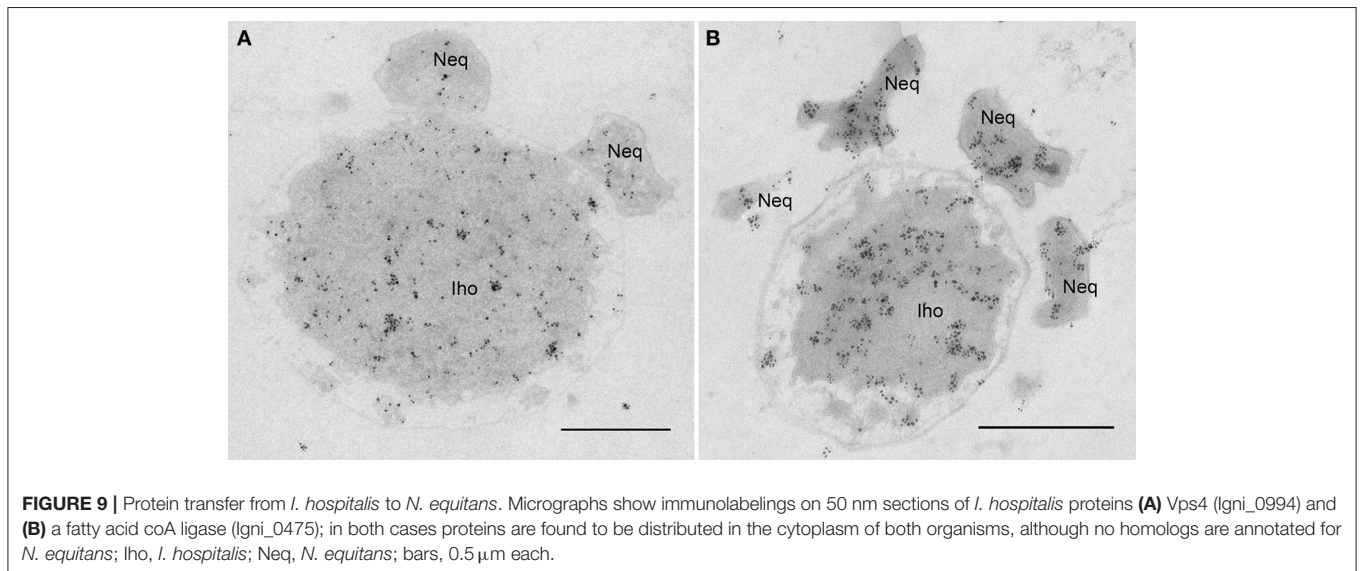 A
B
Neq
Neq
Iho
Neq
Neq
Neq
Neq
Iho
FIGURE 9 | Protein transfer from I. hospitalis to N. equitans. Micrographs show immunolabelings on 50 nm sections of I. hospitalis proteins (A) Vps4 (Igni_0994) and
(B) a fatty acid coA ligase (Igni_0475); in both cases proteins are found to be distributed in the cytoplasm of both organisms, although no homologs are annotated for
N. equitans; Iho, I. hospitalis; Neq, N. equitans; bars, 0.5 μm each.